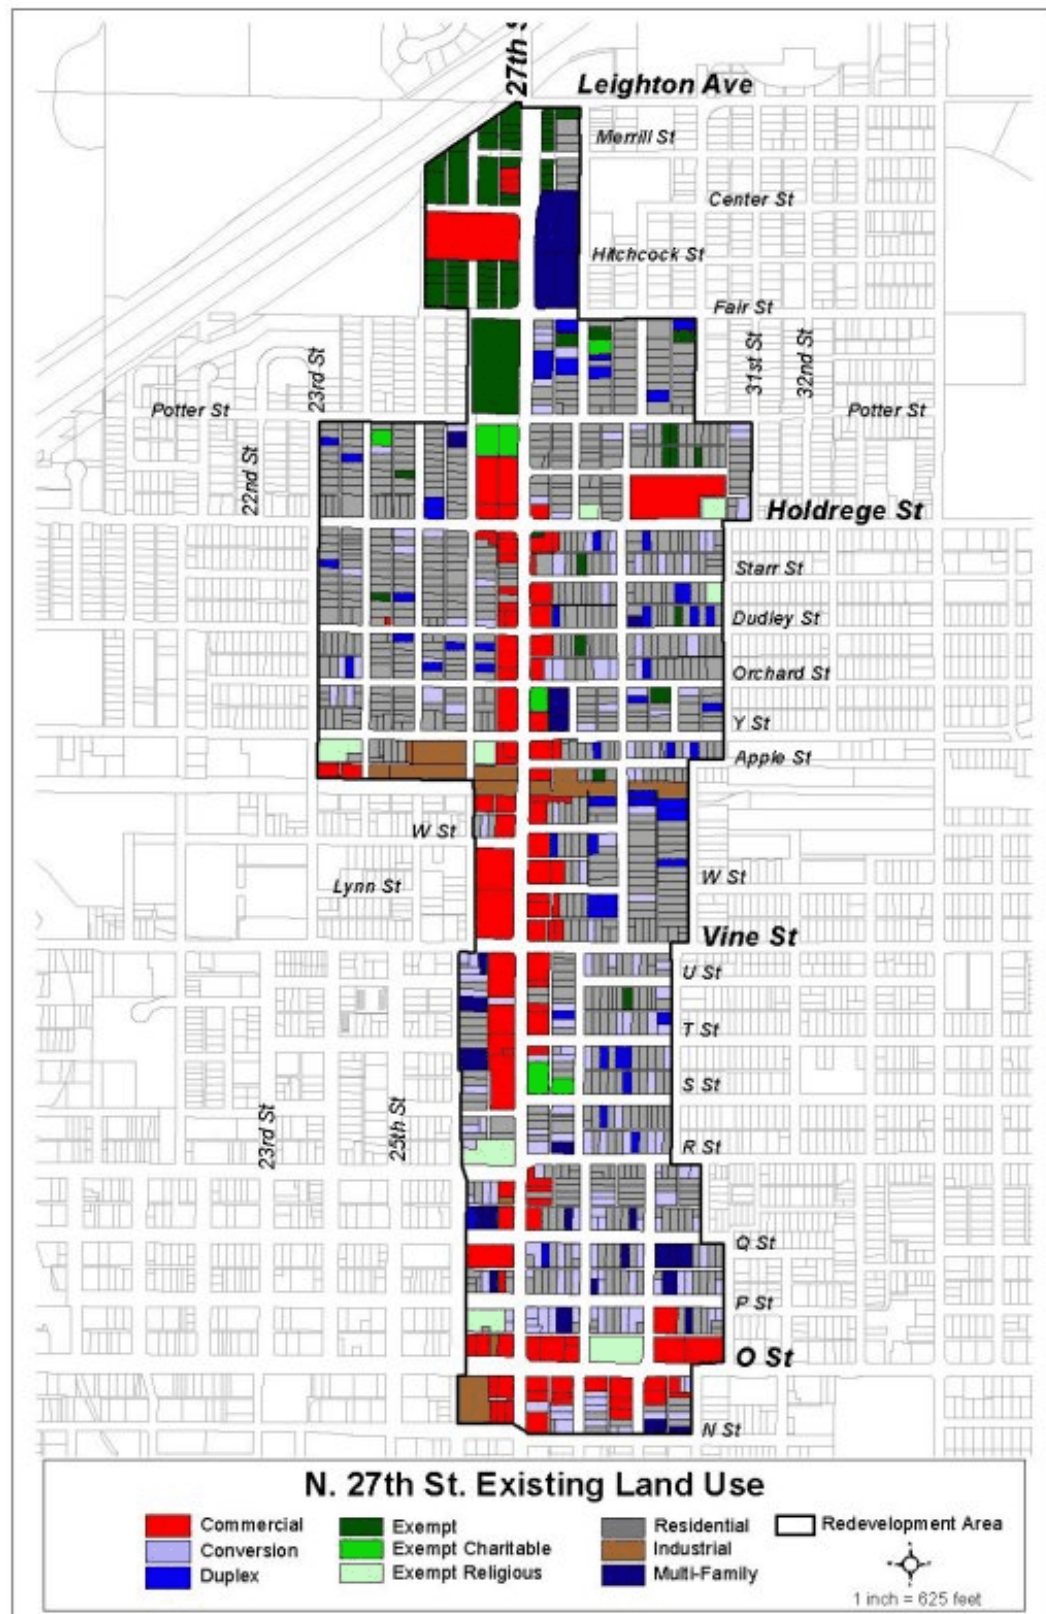 27th S
Leighton Ave
Merrill St
Center St
Hitchcock St
Fair St
23rd St
31st St
32nd St
Potter St
Potter St
22nd St
Holdrege St
Starr St
Dudley St
Orchard St
Y St
Apple St
W St
Lynn St
W St
Vine St
U St
T St
S St
23rd St
25th St
R St
Q St
P St
O St
N St
N. 27th St. Existing Land Use
Commercial
Exempt
Residential
Redevelopment Area
Conversion
Exempt Charitable
Industrial
Duplex
Exempt Religious
Multi-Family
1 inch = 625 feet